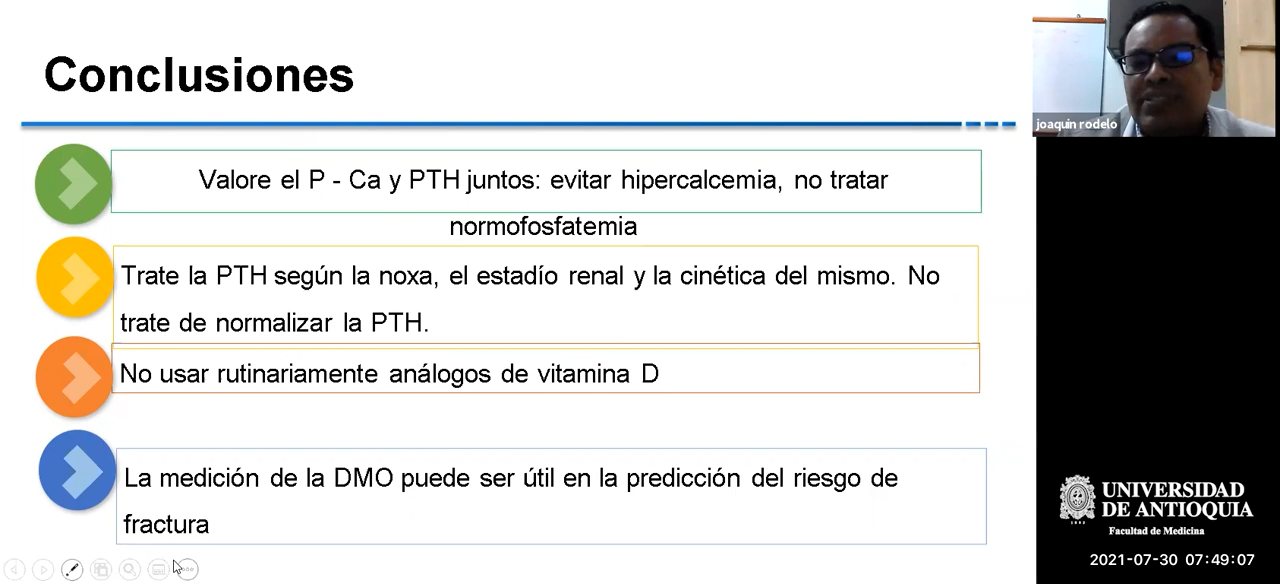 Conclusiones
joaquin rodelo
Valore el P - Ca y PTH juntos: evitar hipercalcemia, no tratar
normofosfatemia
Trate la PTH según la noxa, el estadío renal y la cinética del mismo. No
trate de normalizar la PTH.
No usar rutinariamente análogos de vitamina D
La medición de la DMO puede ser útil en la predicción del riesgo de
fractura
UNIVERSIDAD
DE ANTIOQUIA
1803
Facultad de Medicina
2021-07-30 07:49:07